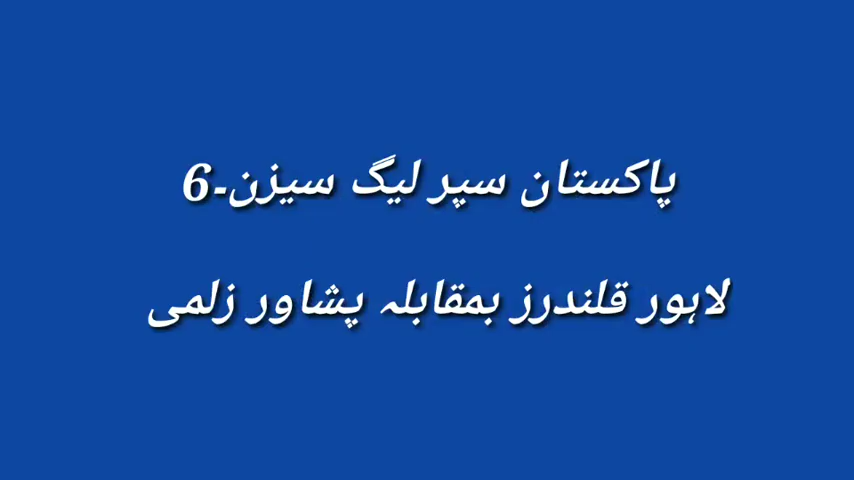 پاکستان سپر لیگ سیزن۔6
لاہور قلندرز بمقابلہ پشاور زلمی